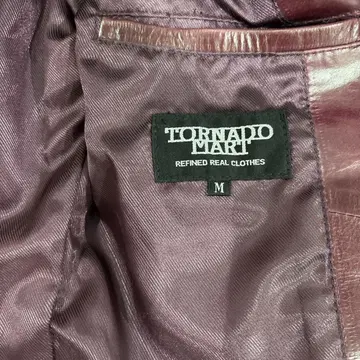 TORNADO
MART
REFINED REAL CLOTHES
M